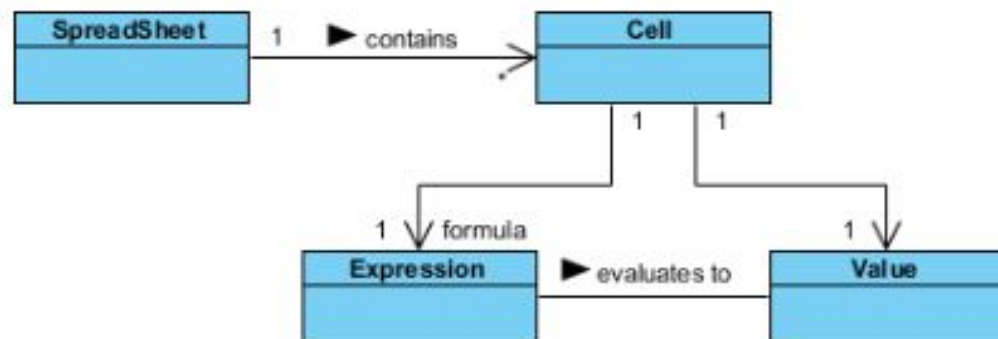 SpreadSheet
1
contains
*
Cell
1
1
1
formula
1
Expression
evaluates to
Value